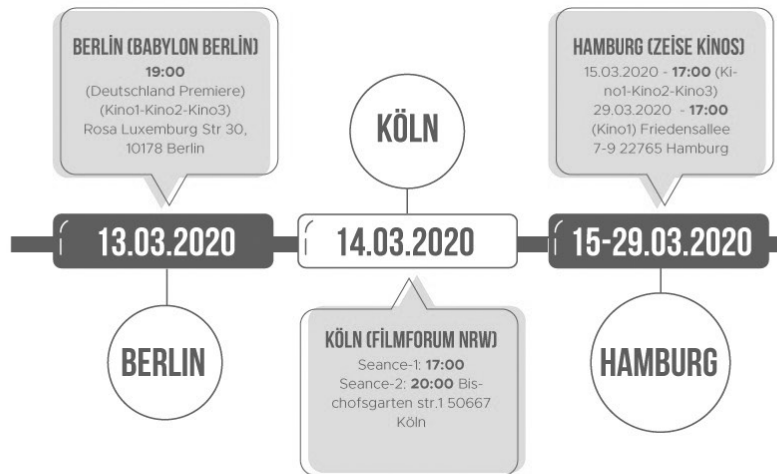 BERLİN (BABYLON BERLİN)
19:00
(Deutschland Premiere)
(Kino1-Kino2-Kino3)
Rosa Luxemburg Str 30,
10178 Berlin
KÖLN
HAMBURG (ZEİSE KİNOS)
15.03.2020 - 17:00 (Ki-
no1-Kino2-Kino3)
29.03.2020 - 17:00
(Kino1) Friedensallee
7-9 22765 Hamburg
13.03.2020
14.03.2020
15-29.03.2020
BERLIN
KÖLN (FİLMFORUM NRW)
Seance-1: 17:00
Seance-2: 20:00 Bis-
chofsgarten str.1 50667
Köln
HAMBURG